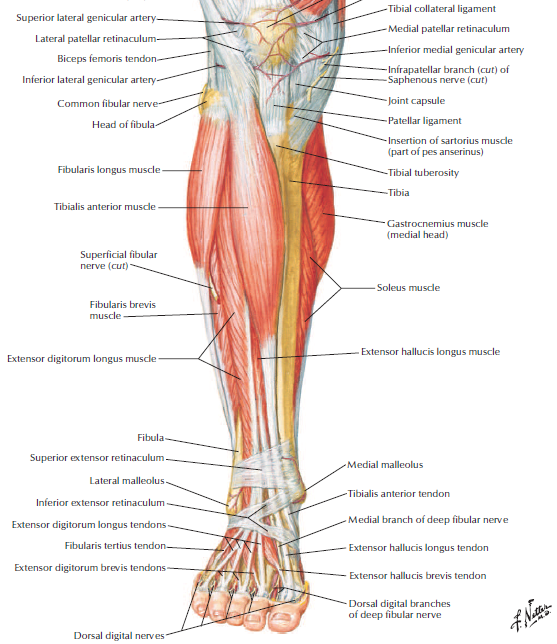 Superior lateral genicular artery
Lateral patellar retinaculum
Biceps femoris tendon
Inferior lateral genicular artery
Common fibular nerve
Head of fibula
Fibularis longus muscle
Tibialis anterior muscle
Superficial fibular
nerve (cut)
Fibularis brevis
muscle
Extensor digitorum longus muscle
Fibula
Superior extensor retinaculum
Lateral malleolus
Inferior extensor retinaculum
Extensor digitorum longus tendons
Fibularis tertius tendon
Extensor digitorum brevis tendons
Dorsal digital nerves
Tibial collateral ligament
Medial patellar retinaculum
Inferior medial genicular artery
Infrapatellar branch (cut) of
Saphenous nerve (cut)
Joint capsule
Patellar ligament
Insertion of sartorius muscle
(part of pes anserinus)
Tibial tuberosity
Tibia
Gastrocnemius muscle
(medial head)
Soleus muscle
Extensor hallucis longus muscle
Medial malleolus
Tibialis anterior tendon
Medial branch of deep fibular nerve
Extensor hallucis longus tendon
Extensor hallucis brevis tendon
Dorsal digital branches
of deep fibular nerve
F. Netter
M.D.